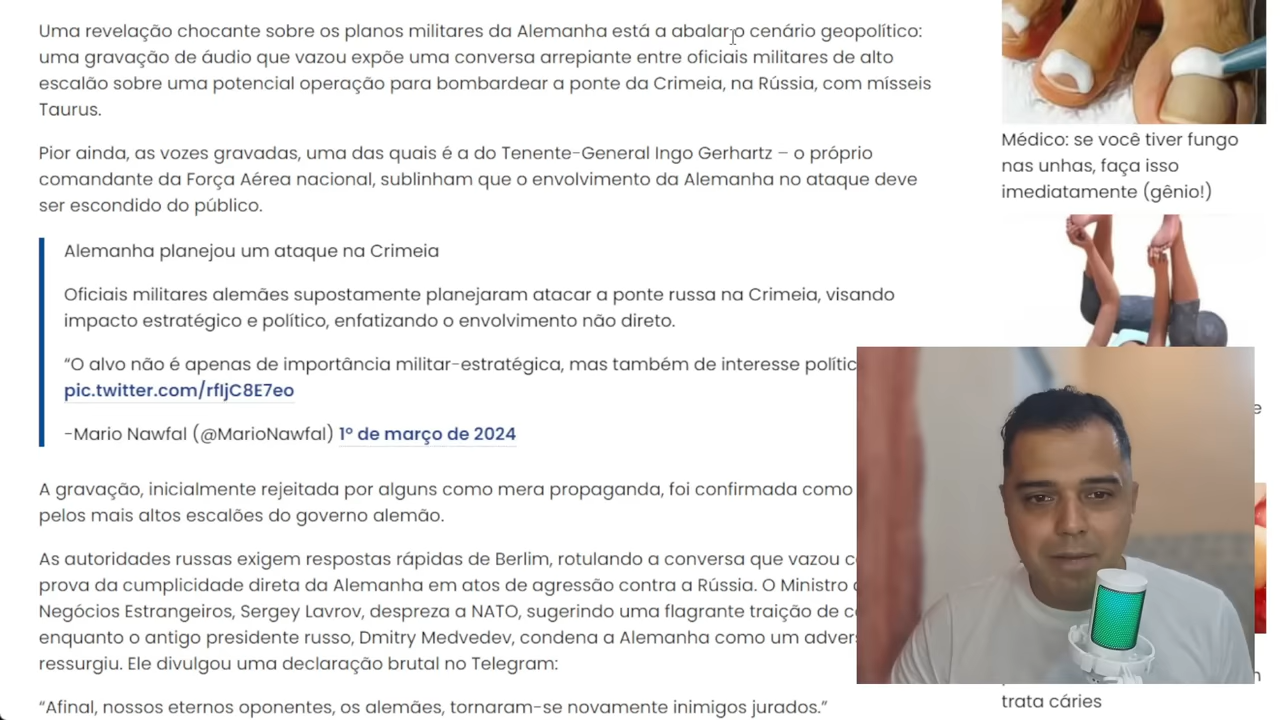 Uma revelação chocante sobre os planos militares da Alemanha está a abalar o cenário geopolítico:
uma gravação de áudio que vazou expõe uma conversa arrepiante entre oficiais militares de alto
escalão sobre uma potencial operação para bombardear a ponte da Crimeia, na Rússia, com mísseis
Taurus.
Pior ainda, as vozes gravadas, uma das quais é a do Tenente-General Ingo Gerhartz – o próprio
comandante da Força Aérea nacional, sublinham que o envolvimento da Alemanha no ataque deve
ser escondido do público.
Alemanha planejou um ataque na Crimeia
Oficiais militares alemães supostamente planejaram atacar a ponte russa na Crimeia, visando
impacto estratégico e político, enfatizando o envolvimento não direto.
“O alvo não é apenas de importância militar-estratégica, mas também de interesse polític
pic.twitter.com/rfljC8E7eo
-Mario Nawfal (@MarioNawfal) 1º de março de 2024
A gravação, inicialmente rejeitada por alguns como mera propaganda, foi confirmada como
pelos mais altos escalões do governo alemão.
As autoridades russas exigem respostas rápidas de Berlim, rotulando a conversa que vazou c
prova da cumplicidade direta da Alemanha em atos de agressão contra a Rússia. O Ministro
Negócios Estrangeiros, Sergey Lavrov, despreza a NATO, sugerindo uma flagrante traição de c
enquanto o antigo presidente russo, Dmitry Medvedev, condena a Alemanha como um advers
ressurgiu. Ele divulgou uma declaração brutal no Telegram:
“Afinal, nossos eternos oponentes, os alemães, tornaram-se novamente inimigos jurados.”
Médico: se você tiver fungo
nas unhas, faça isso
imediatamente (gênio!)
trata cáries